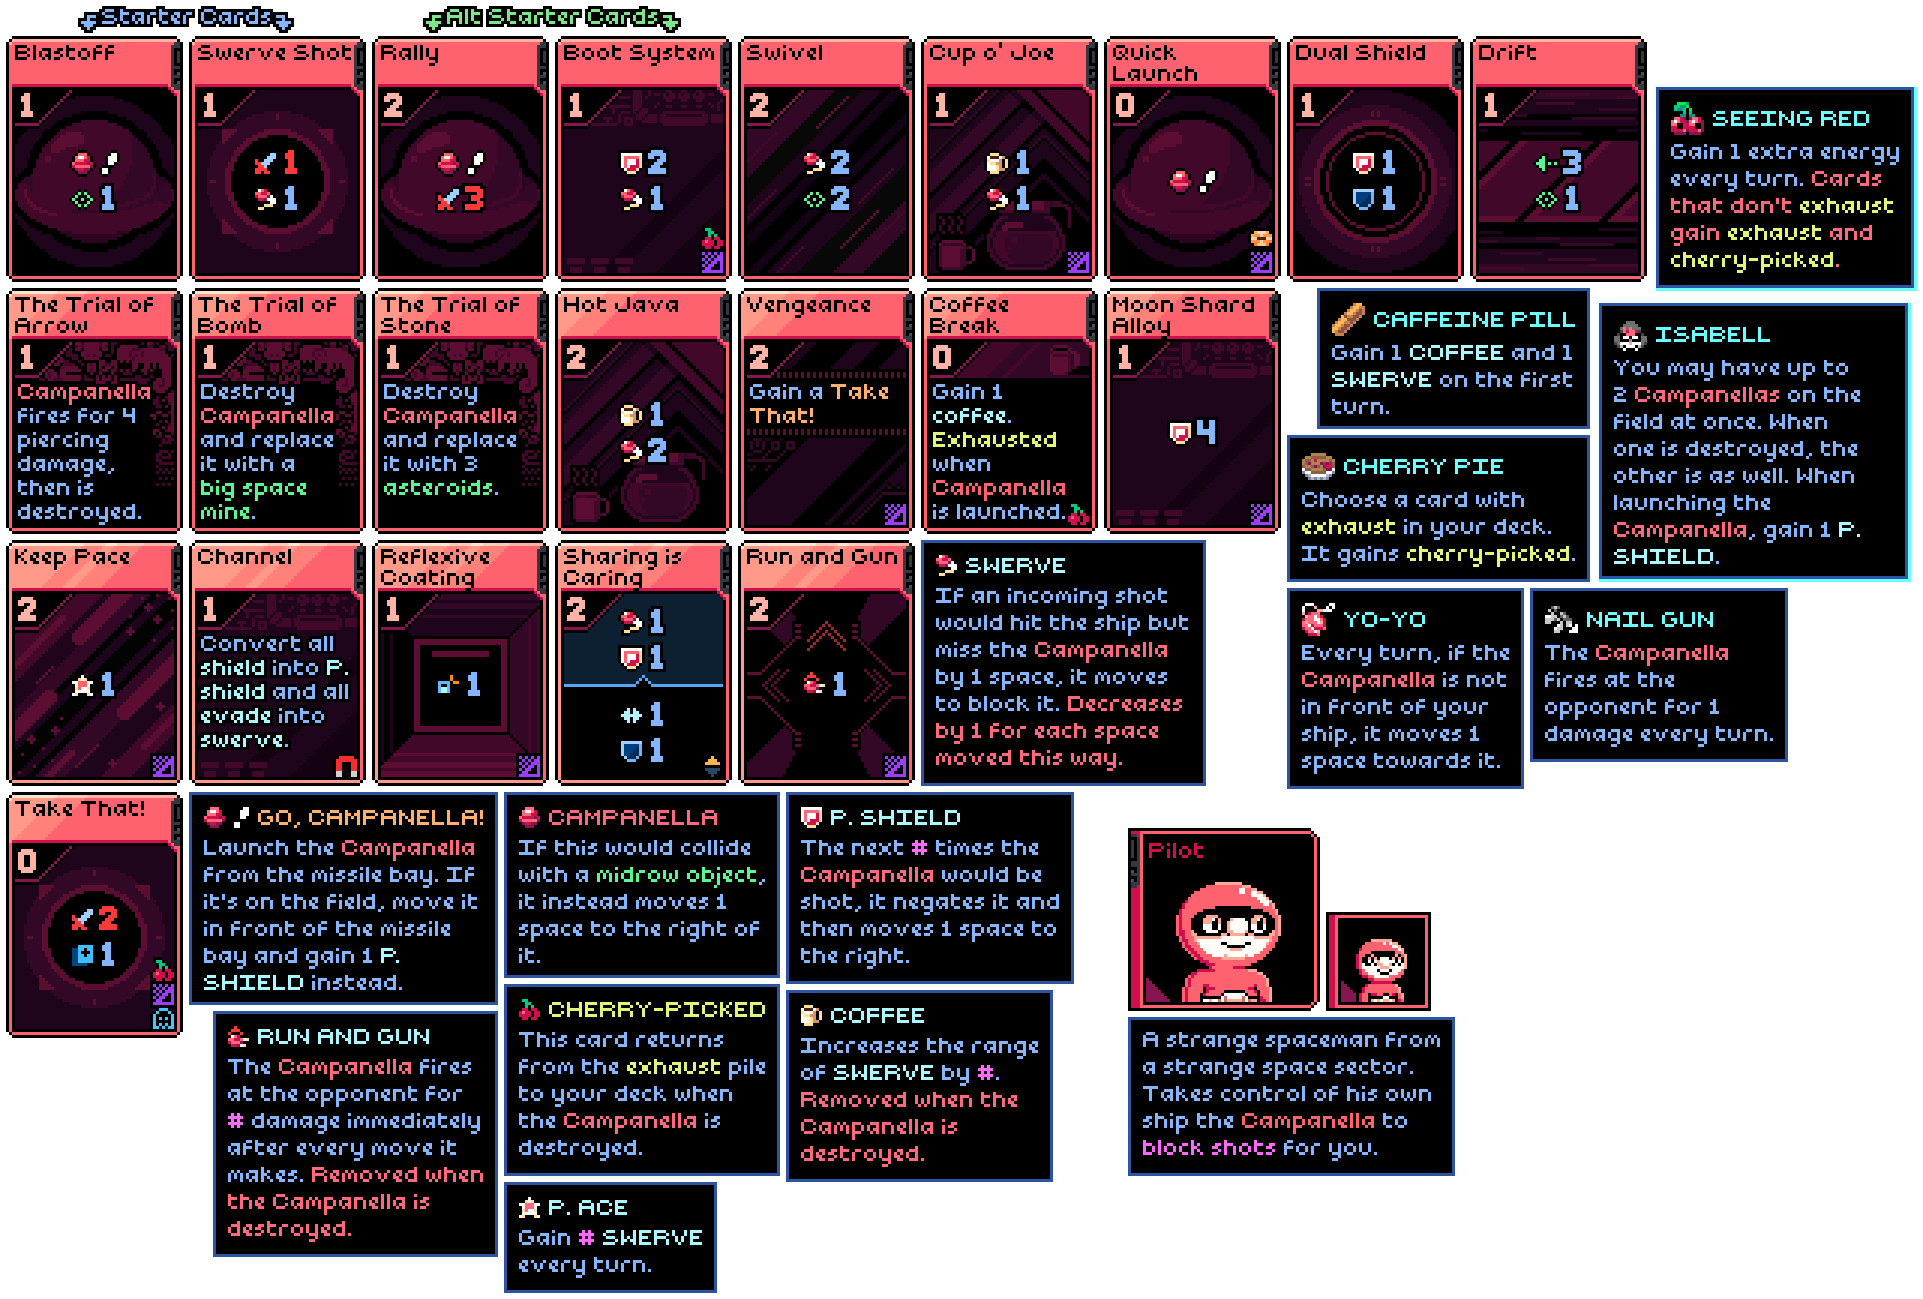 Starter Cards
Alt Starter Cards
Blastoff
1
1
Swerve Shot
1
1
1
Rally
2
3
Boot System
1
2
1
Swivel
2
2
2
Cup o' Joe
1
1
1
Quick
Launch
0
Dual Shield
1
1
1
Drift
1
3
1
SEEING RED
Gain 1 extra energy
every turn. Cards
that don't exhaust
gain exhaust and
cherry-picked.
The Trial of
Arrow
1
Campanella
fires for 4
piercing
damage,
then is
destroyed.
The Trial of
Bomb
1
Destroy
Campanella
and replace
it with a
big space
mine.
The Trial of
Stone
1
Destroy
Campanella
and replace
it with 3
asteroids.
Hot Java
2
1
2
Vengeance
2
Gain a Take
That!
Coffee
Break
0
Gain 1
coffee.
Exhausted
when
Campanella
is launched.
Moon Shard
Alloy
1
4
CAFFEINE PILL
Gain 1 COFFEE and 1
SWERVE on the first
turn.
ISABELL
You may have up to
2 Campanellas on the
field at once. When
one is destroyed, the
other is as well. When
launching the
Campanella, gain 1 P.
SHIELD.
CHERRY PIE
Choose a card with
exhaust in your deck.
It gains cherry-picked.
Keep Pace
2
1
Channel
1
Convert all
shield into P.
shield and all
evade into
swerve.
Reflexive
Coating
1
1
Sharing is
Caring
2
1
1
1
1
Run and Gun
2
1
SWERVE
If an incoming shot
would hit the ship but
miss the Campanella
by 1 space, it moves
to block it. Decreases
by 1 for each space
moved this way.
YO-YO
Every turn, if the
Campanella is not
in front of your
ship, it moves 1
space towards it.
NAIL GUN
The Campanella
fires at the
opponent for 1
damage every turn.
Take That!
0
2
1
GO, CAMPANELLA!
Launch the Campanella
from the missile bay. If
it's on the field, move it
in front of the missile
bay and gain 1 P.
SHIELD instead.
CAMPANELLA
If this would collide
with a midrow object,
it instead moves 1
space to the right of
it.
P. SHIELD
The next # times the
Campanella would be
shot, it negates it and
then moves 1 space to
the right.
Pilot
RUN AND GUN
The Campanella fires
at the opponent for
# damage immediately
after every move it
makes. Removed when
the Campanella is
destroyed.
CHERRY-PICKED
This card returns
from the exhaust pile
to your deck when
the Campanella is
destroyed.
COFFEE
Increases the range
of SWERVE by #.
Removed when the
Campanella is
destroyed.
A strange spaceman from
a strange space sector.
Takes control of his own
ship the Campanella to
block shots for you.
P. ACE
Gain # SWERVE
every turn.